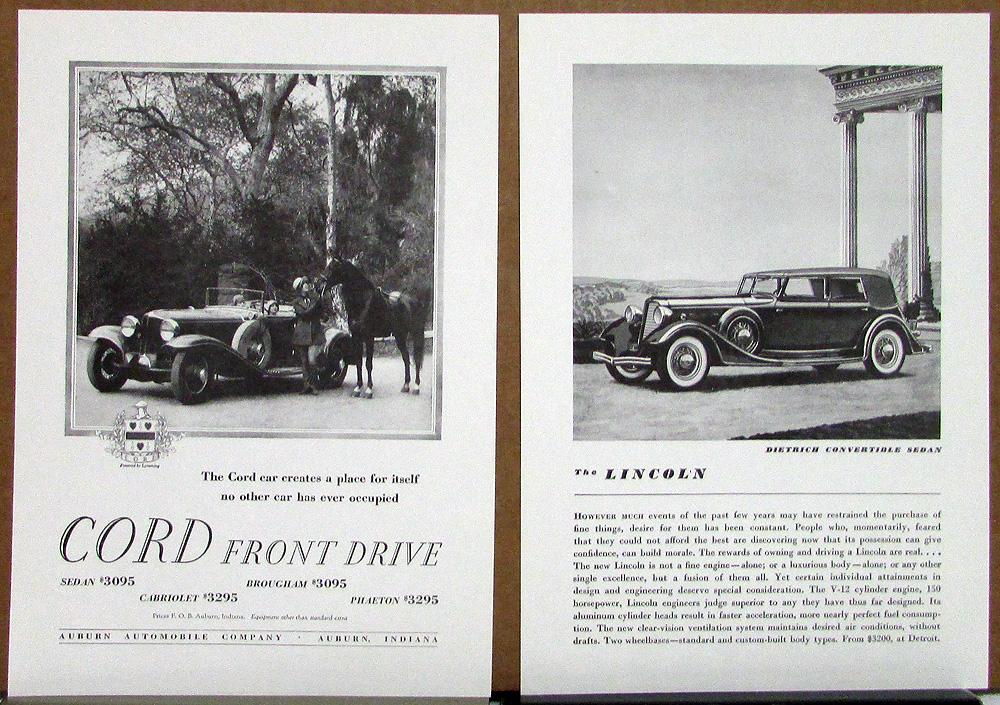 CORD
Powered by Lycoming
The Cord car creates a place for itself
no other car has ever occupied
CORD FRONT DRIVE
SEDAN $3095 BROUGHAM $3095
CABRIOLET $3295 PHAETON $3295
Prices F. O. B. Auburn, Indiana. Equipment other than standard extra
AUBURN AUTOMOBILE COMPANY · AUBURN, INDIANA
DIETRICH CONVERTIBLE SEDAN
The LINCOLN
HOWEVER MUCH events of the past few years may have restrained the purchase of
fine things, desire for them has been constant. People who, momentarily, feared
that they could not afford the best are discovering now that its possession can give
confidence, can build morale. The rewards of owning and driving a Lincoln are real. . . .
The new Lincoln is not a fine engine—alone; or a luxurious body—alone; or any other
single excellence, but a fusion of them all. Yet certain individual attainments in
design and engineering deserve special consideration. The V-12 cylinder engine, 150
horsepower, Lincoln engineers judge superior to any they have thus far designed. Its
aluminum cylinder heads result in faster acceleration, more nearly perfect fuel consump-
tion. The new clear-vision ventilation system maintains desired air conditions, without
drafts. Two wheelbases—standard and custom-built body types. From $3200, at Detroit.